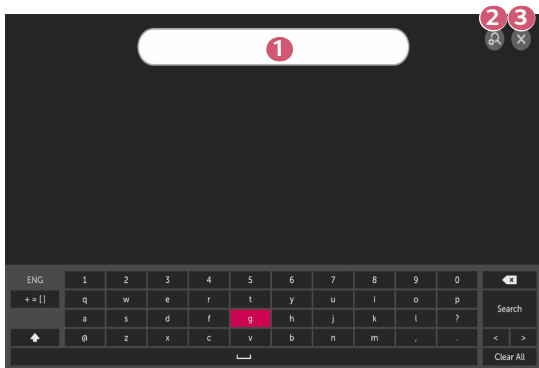 2 3
1
ENG 1 2 3 4 5 6 7 8 9 0
+ = [ ] q w e r t y u i o p
Search
a s d f g h j k l ?
@ z x c v b n m , . < >
Clear All